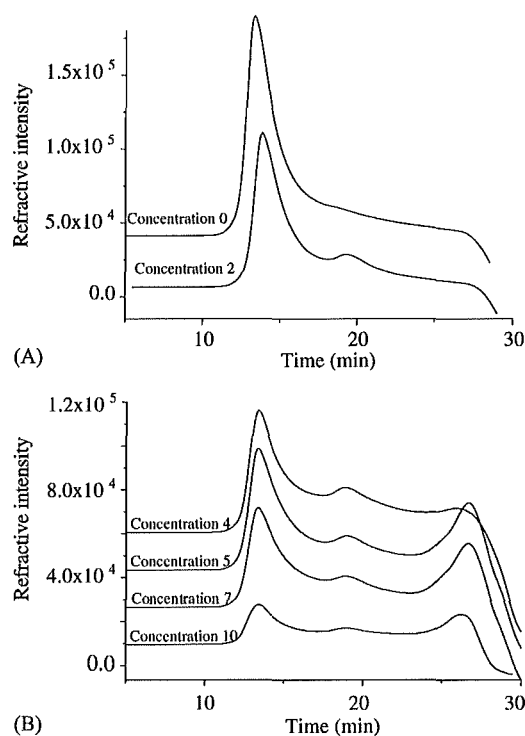 Refractive intensity
1.5x10 5
1.0x10 5
5.0x10 4
0.0
Concentration 0
Concentration 2
10
20
30
Time (min)
(A)
Refractive intensity
1.2x10 5
8.0x10 4
4.0x10 4
0.0
Concentration 4
Concentration 5
Concentration 7
Concentration 10
10
20
30
Time (min)
(B)